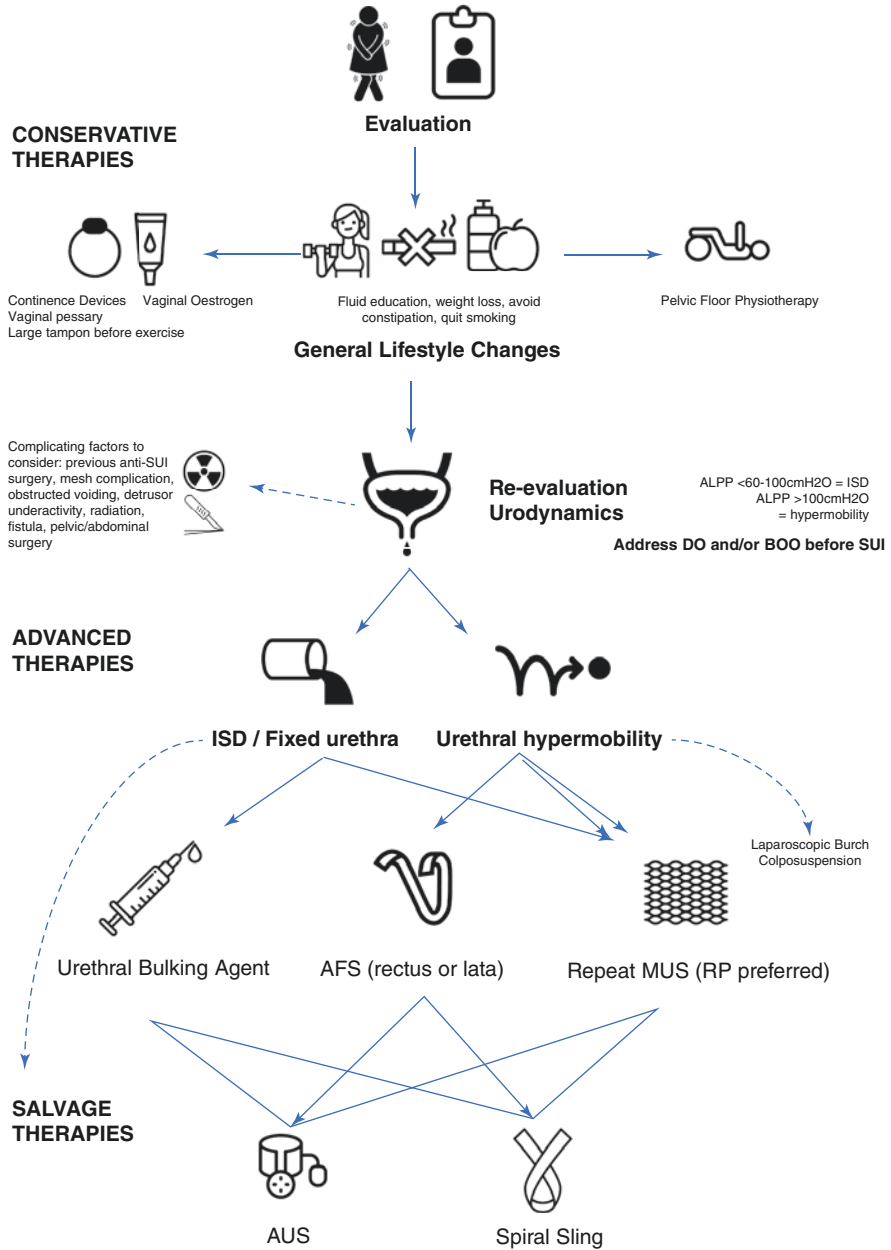 Evaluation
CONSERVATIVE
THERAPIES
Continence Devices
Vaginal pessary
Large tampon before exercise
Vaginal Oestrogen
Fluid education, weight loss, avoid
constipation, quit smoking
General Lifestyle Changes
Pelvic Floor Physiotherapy
Complicating factors to
consider: previous anti-SUI
surgery, mesh complication,
obstructed voiding, detrusor
underactivity, radiation,
fistula, pelvic/abdominal
surgery
Re-evaluation
Urodynamics
ALPP <60-100cmH2O = ISD
ALPP >100cmH2O
= hypermobility
Address DO and/or BOO before SUI
ADVANCED
THERAPIES
ISD / Fixed urethra
Urethral hypermobility
Laparoscopic Burch
Colposuspension
Urethral Bulking Agent
AFS (rectus or lata)
Repeat MUS (RP preferred)
SALVAGE
THERAPIES
AUS
Spiral Sling